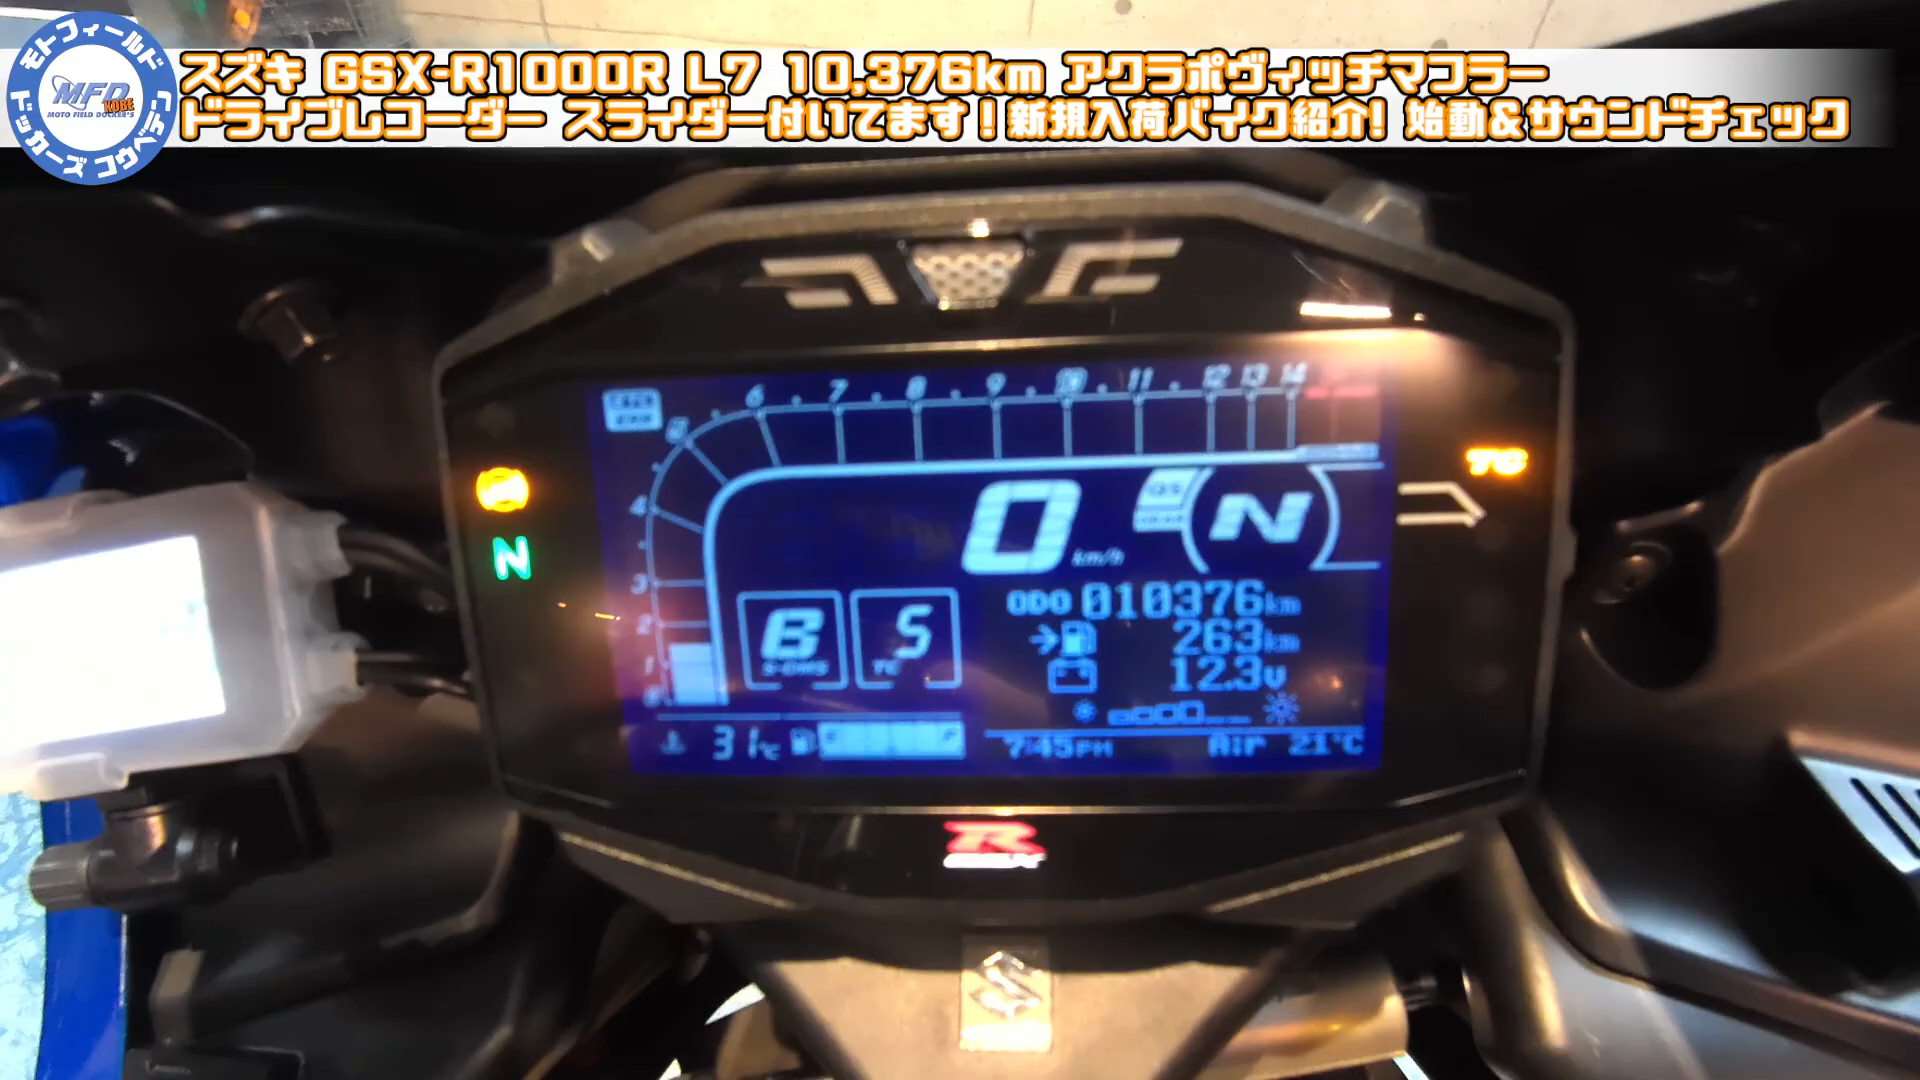 モトフィールド
ドッカーズ コウベ
MFD
KOBE
MOTO FIELD DOCKER'S
スズキ GSX-R1000R L7 10,376km アクラポヴィッチマフラー
ドライブレコーダー スライダー付いてます！新規入荷バイク紹介! 始動＆サウンドチェック
0 1 2 3 4 5 6 7 8 9 10 11 12 13 14
TC
N
0 km/h
N
B
S-DMS
5
TC
ODO 010376km
263km
12.3V
31℃
7:45PM
Air 21℃
R